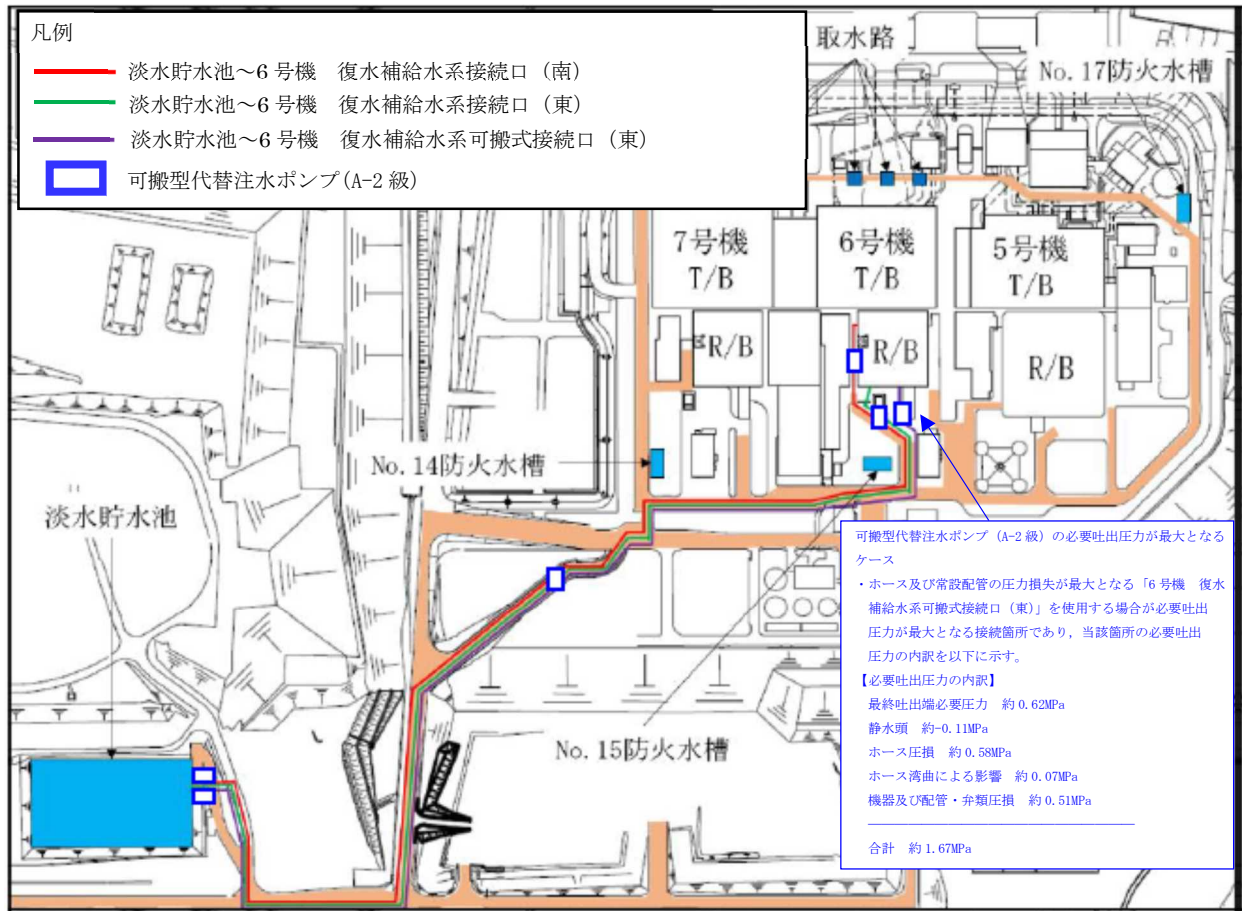 凡例
淡水貯水池～6号機　復水補給水系接続口（南）
淡水貯水池～6号機　復水補給水系接続口（東）
淡水貯水池～6号機　復水補給水系可搬式接続口（東）
可搬型代替注水ポンプ(A-2級)
取水路
No.17防火水槽
7号機
T/B
6号機
T/B
5号機
T/B
R/B
R/B
R/B
No.14防火水槽
淡水貯水池
No.15防火水槽
可搬型代替注水ポンプ（A-2級）の必要吐出圧力が最大となる
ケース
・ホース及び常設配管の圧力損失が最大となる「6号機　復水
補給水系可搬式接続口（東）」を使用する場合が必要吐出
圧力が最大となる接続箇所であり，当該箇所の必要吐出
圧力の内訳を以下に示す。
【必要吐出圧力の内訳】
最終吐出端必要圧力　約0.62MPa
静水頭　約-0.11MPa
ホース圧損　約0.58MPa
ホース湾曲による影響　約0.07MPa
機器及び配管・弁類圧損　約0.51MPa
合計　約1.67MPa